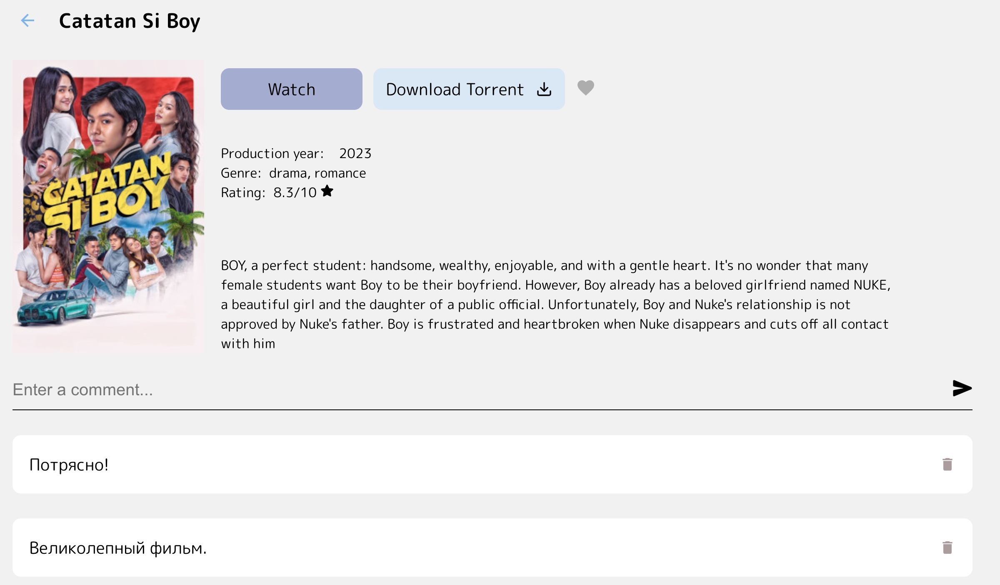 Catatan Si Boy
Watch
Download Torrent
CATATAN
SI BOY
Production year: 2023
Genre: drama, romance
Rating: 8.3/10
BOY, a perfect student: handsome, wealthy, enjoyable, and with a gentle heart. It's no wonder that many
female students want Boy to be their boyfriend. However, Boy already has a beloved girlfriend named NUKE,
a beautiful girl and the daughter of a public official. Unfortunately, Boy and Nuke's relationship is not
approved by Nuke's father. Boy is frustrated and heartbroken when Nuke disappears and cuts off all contact
with him
Enter a comment...
Потрясно!
Великолепный фильм.